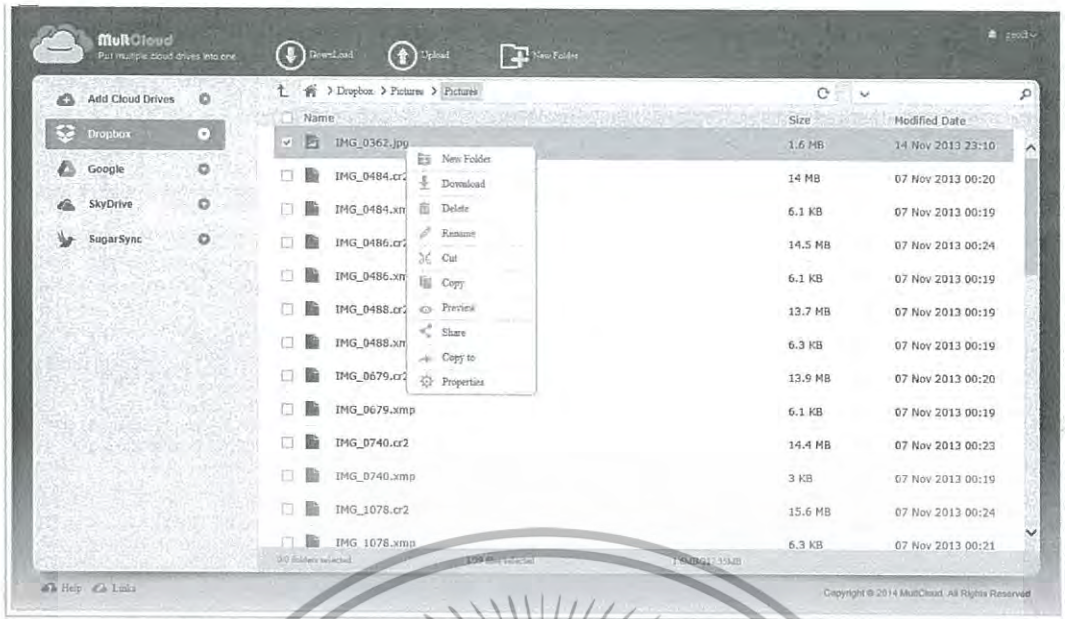 MultCloud
Put multiple cloud drives into one
Download
Upload
New Folder
Add Cloud Drives
Dropbox
Google
SkyDrive
SugarSync
> Dropbox > Pictures > Pictures
Name Size Modified Date
IMG_0362.jpg 1.6 MB 14 Nov 2013 23:10
IMG_0484.cr2 14 MB 07 Nov 2013 00:20
IMG_0484.xm 6.1 KB 07 Nov 2013 00:19
IMG_0486.cr2 14.5 MB 07 Nov 2013 00:24
IMG_0486.xm 6.1 KB 07 Nov 2013 00:19
IMG_0488.cr2 13.7 MB 07 Nov 2013 00:19
IMG_0488.xm 6.3 KB 07 Nov 2013 00:19
IMG_0679.cr2 13.9 MB 07 Nov 2013 00:20
IMG_0679.xmp 6.1 KB 07 Nov 2013 00:19
IMG_0740.cr2 14.4 MB 07 Nov 2013 00:23
IMG_0740.xmp 3 KB 07 Nov 2013 00:19
IMG_1078.cr2 15.6 MB 07 Nov 2013 00:24
IMG_1078.xmp 6.3 KB 07 Nov 2013 00:21
New Folder
Download
Delete
Rename
Cut
Copy
Preview
Share
Copy to
Properties
0/0 folders selected
Help Links
Copyright © 2014 MultCloud. All Rights Reserved